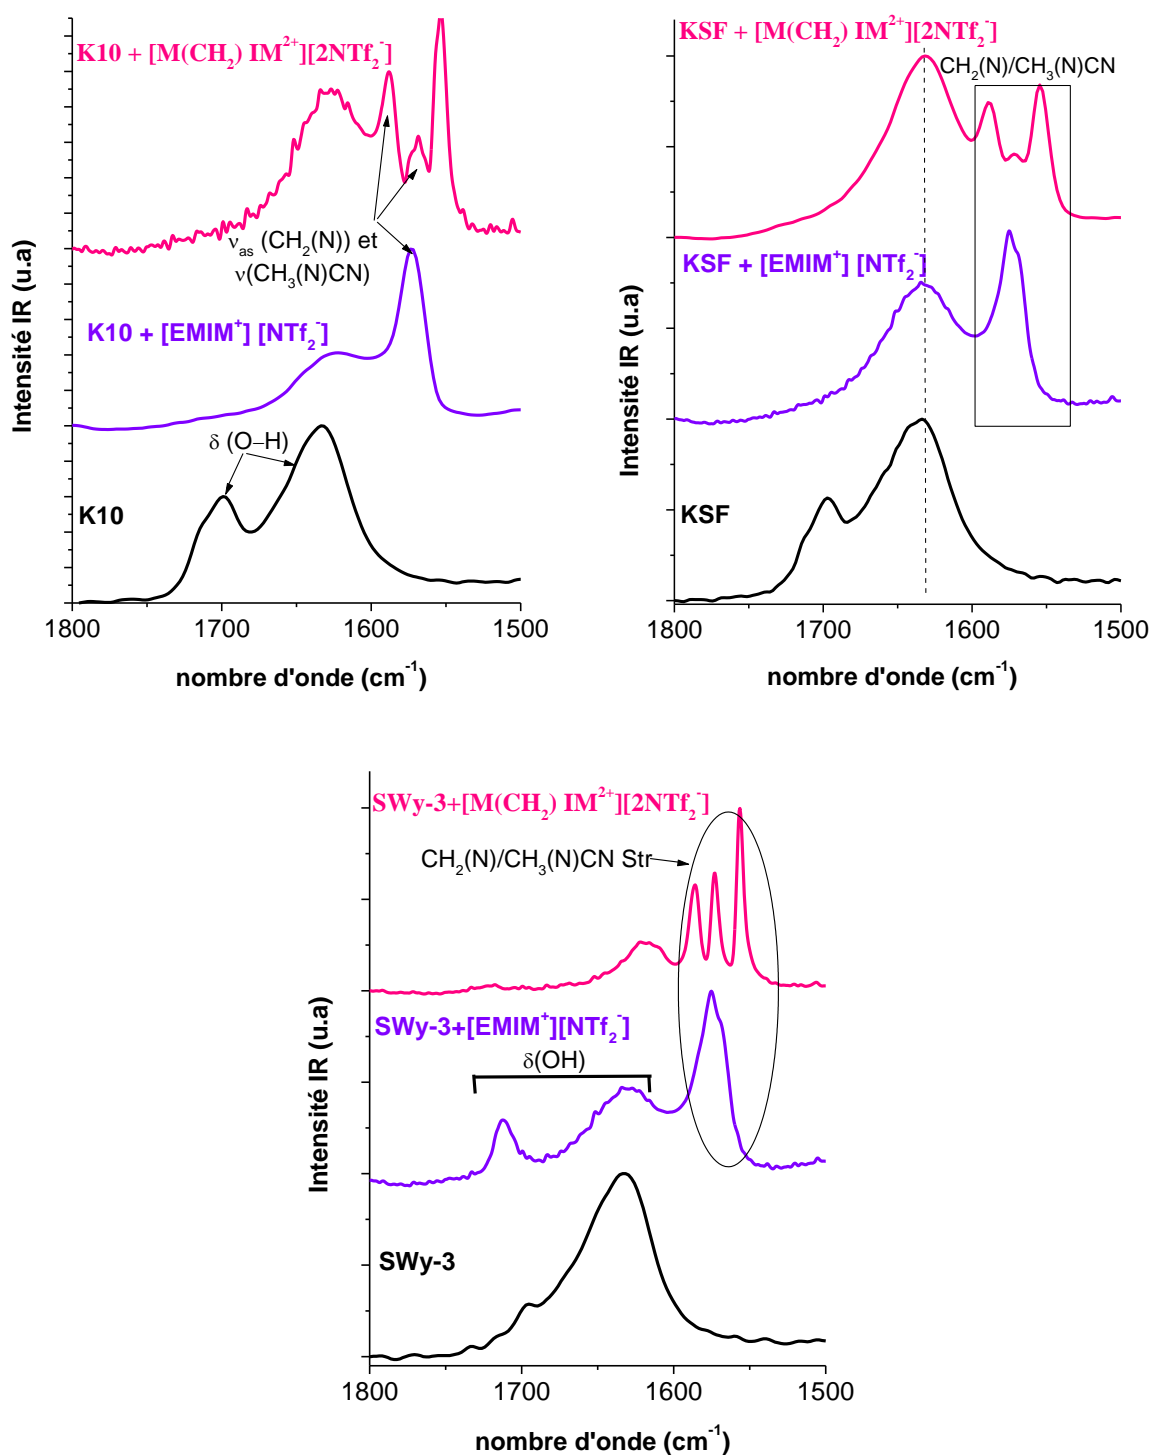 K10 + [M(CH₂) IM²⁺][2NTf₂⁻]
ν_as (CH₂(N)) et
ν(CH₃(N)CN)
K10 + [EMIM⁺] [NTf₂⁻]
δ (O–H)
K10
Intensité IR (u.a)
1800 1700 1600 1500
nombre d'onde (cm⁻¹)
KSF + [M(CH₂) IM²⁺][2NTf₂⁻]
CH₂(N)/CH₃(N)CN
KSF + [EMIM⁺] [NTf₂⁻]
KSF
Intensité IR (u.a)
1800 1700 1600 1500
nombre d'onde (cm⁻¹)
SWy-3+[M(CH₂) IM²⁺][2NTf₂⁻]
CH₂(N)/CH₃(N)CN Str
SWy-3+[EMIM⁺][NTf₂⁻]
δ(OH)
SWy-3
Intensité IR (u.a)
1800 1700 1600 1500
nombre d'onde (cm⁻¹)